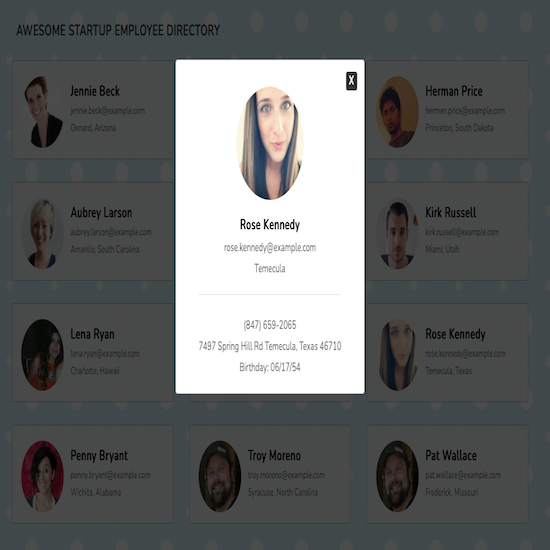 AWESOME STARTUP EMPLOYEE DIRECTORY
Jennie Beck
jennie.beck@example.com
Oxnard, Arizona
Herman Price
herman.price@example.com
Princeton, South Dakota
X
Rose Kennedy
rose.kennedy@example.com
Temecula
(847) 659-2065
7497 Spring Hill Rd Temecula, Texas 46710
Birthday: 06/17/54
Aubrey Larson
aubrey.larson@example.com
Amarillo, South Carolina
Kirk Russell
kirk.russell@example.com
Miami, Utah
Lena Ryan
lena.ryan@example.com
Charlotte, Hawaii
Rose Kennedy
rose.kennedy@example.com
Temecula, Texas
Penny Bryant
penny.bryant@example.com
Wichita, Alabama
Troy Moreno
troy.moreno@example.com
Syracuse, North Carolina
Pat Wallace
pat.wallace@example.com
Frederick, Missouri